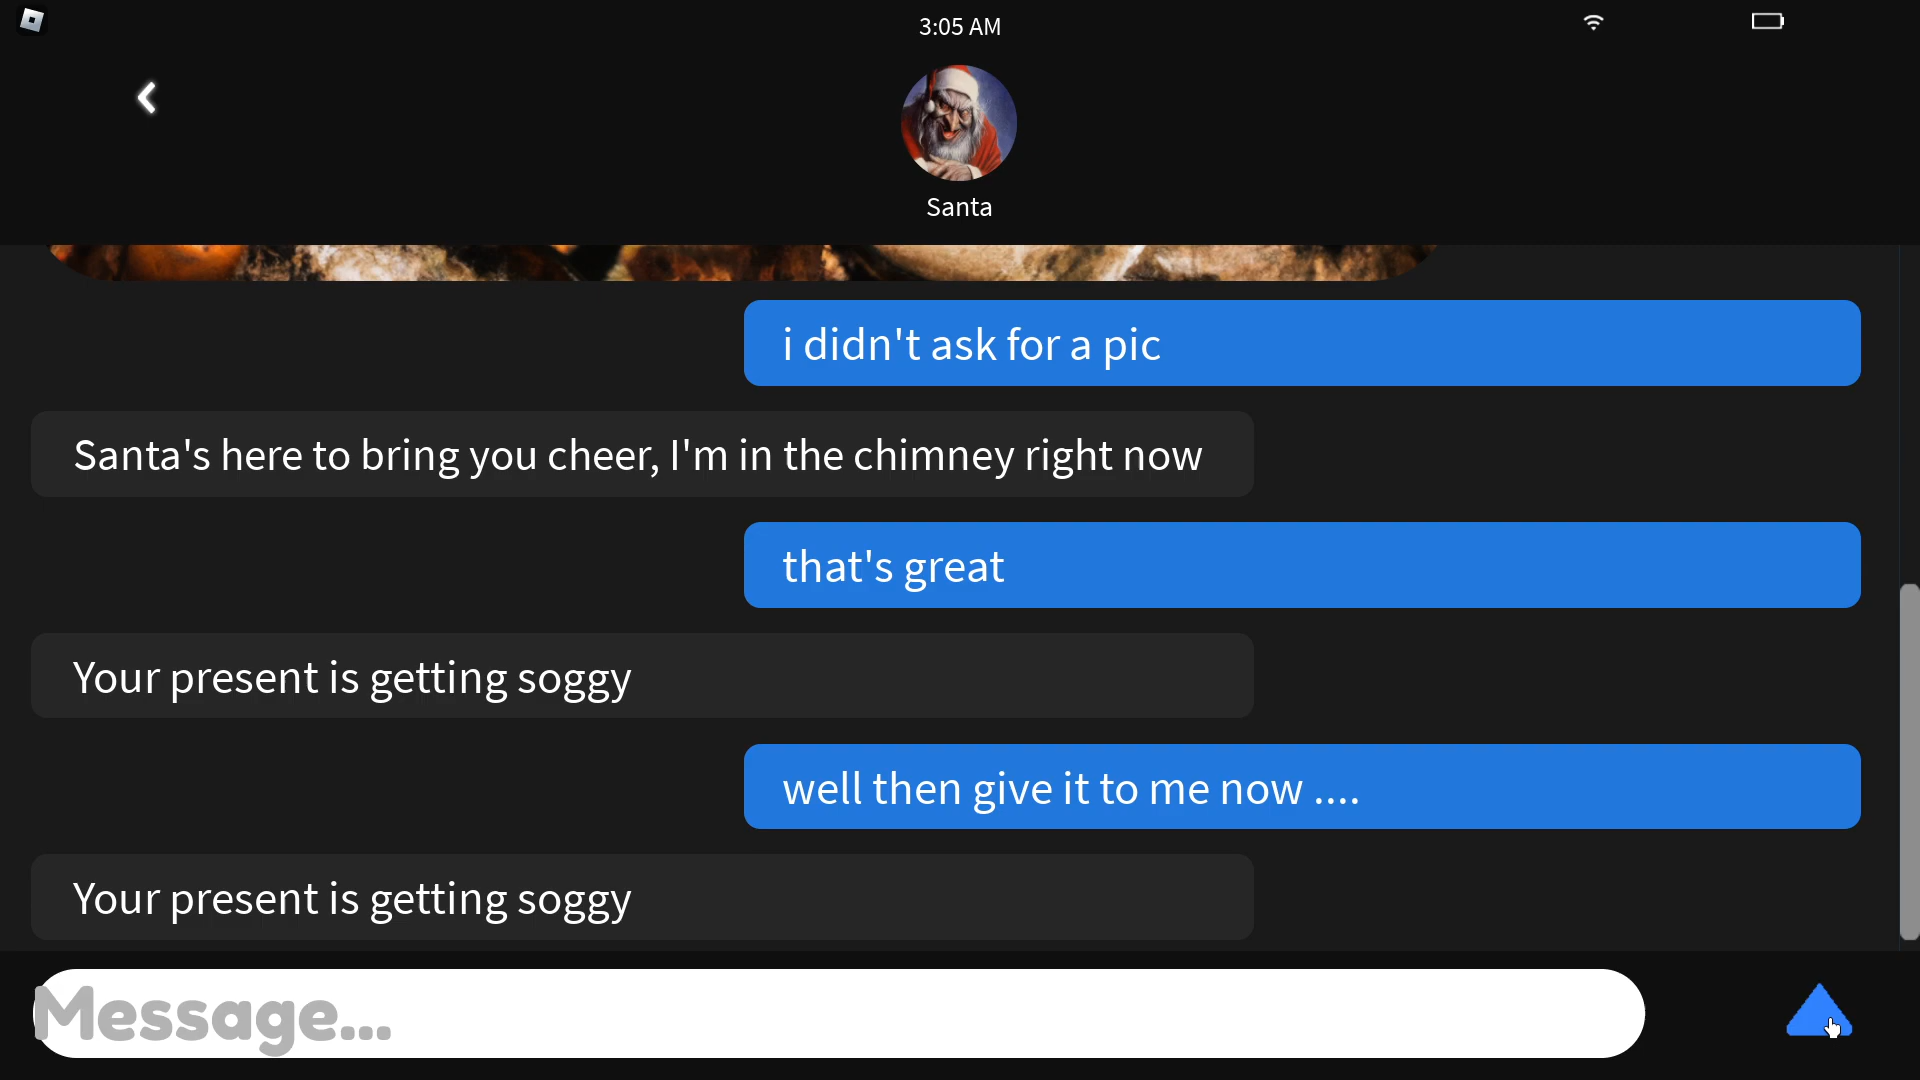 3:05 AM
Santa
i didn't ask for a pic
Santa's here to bring you cheer, I'm in the chimney right now
that's great
Your present is getting soggy
well then give it to me now ....
Your present is getting soggy
Message...